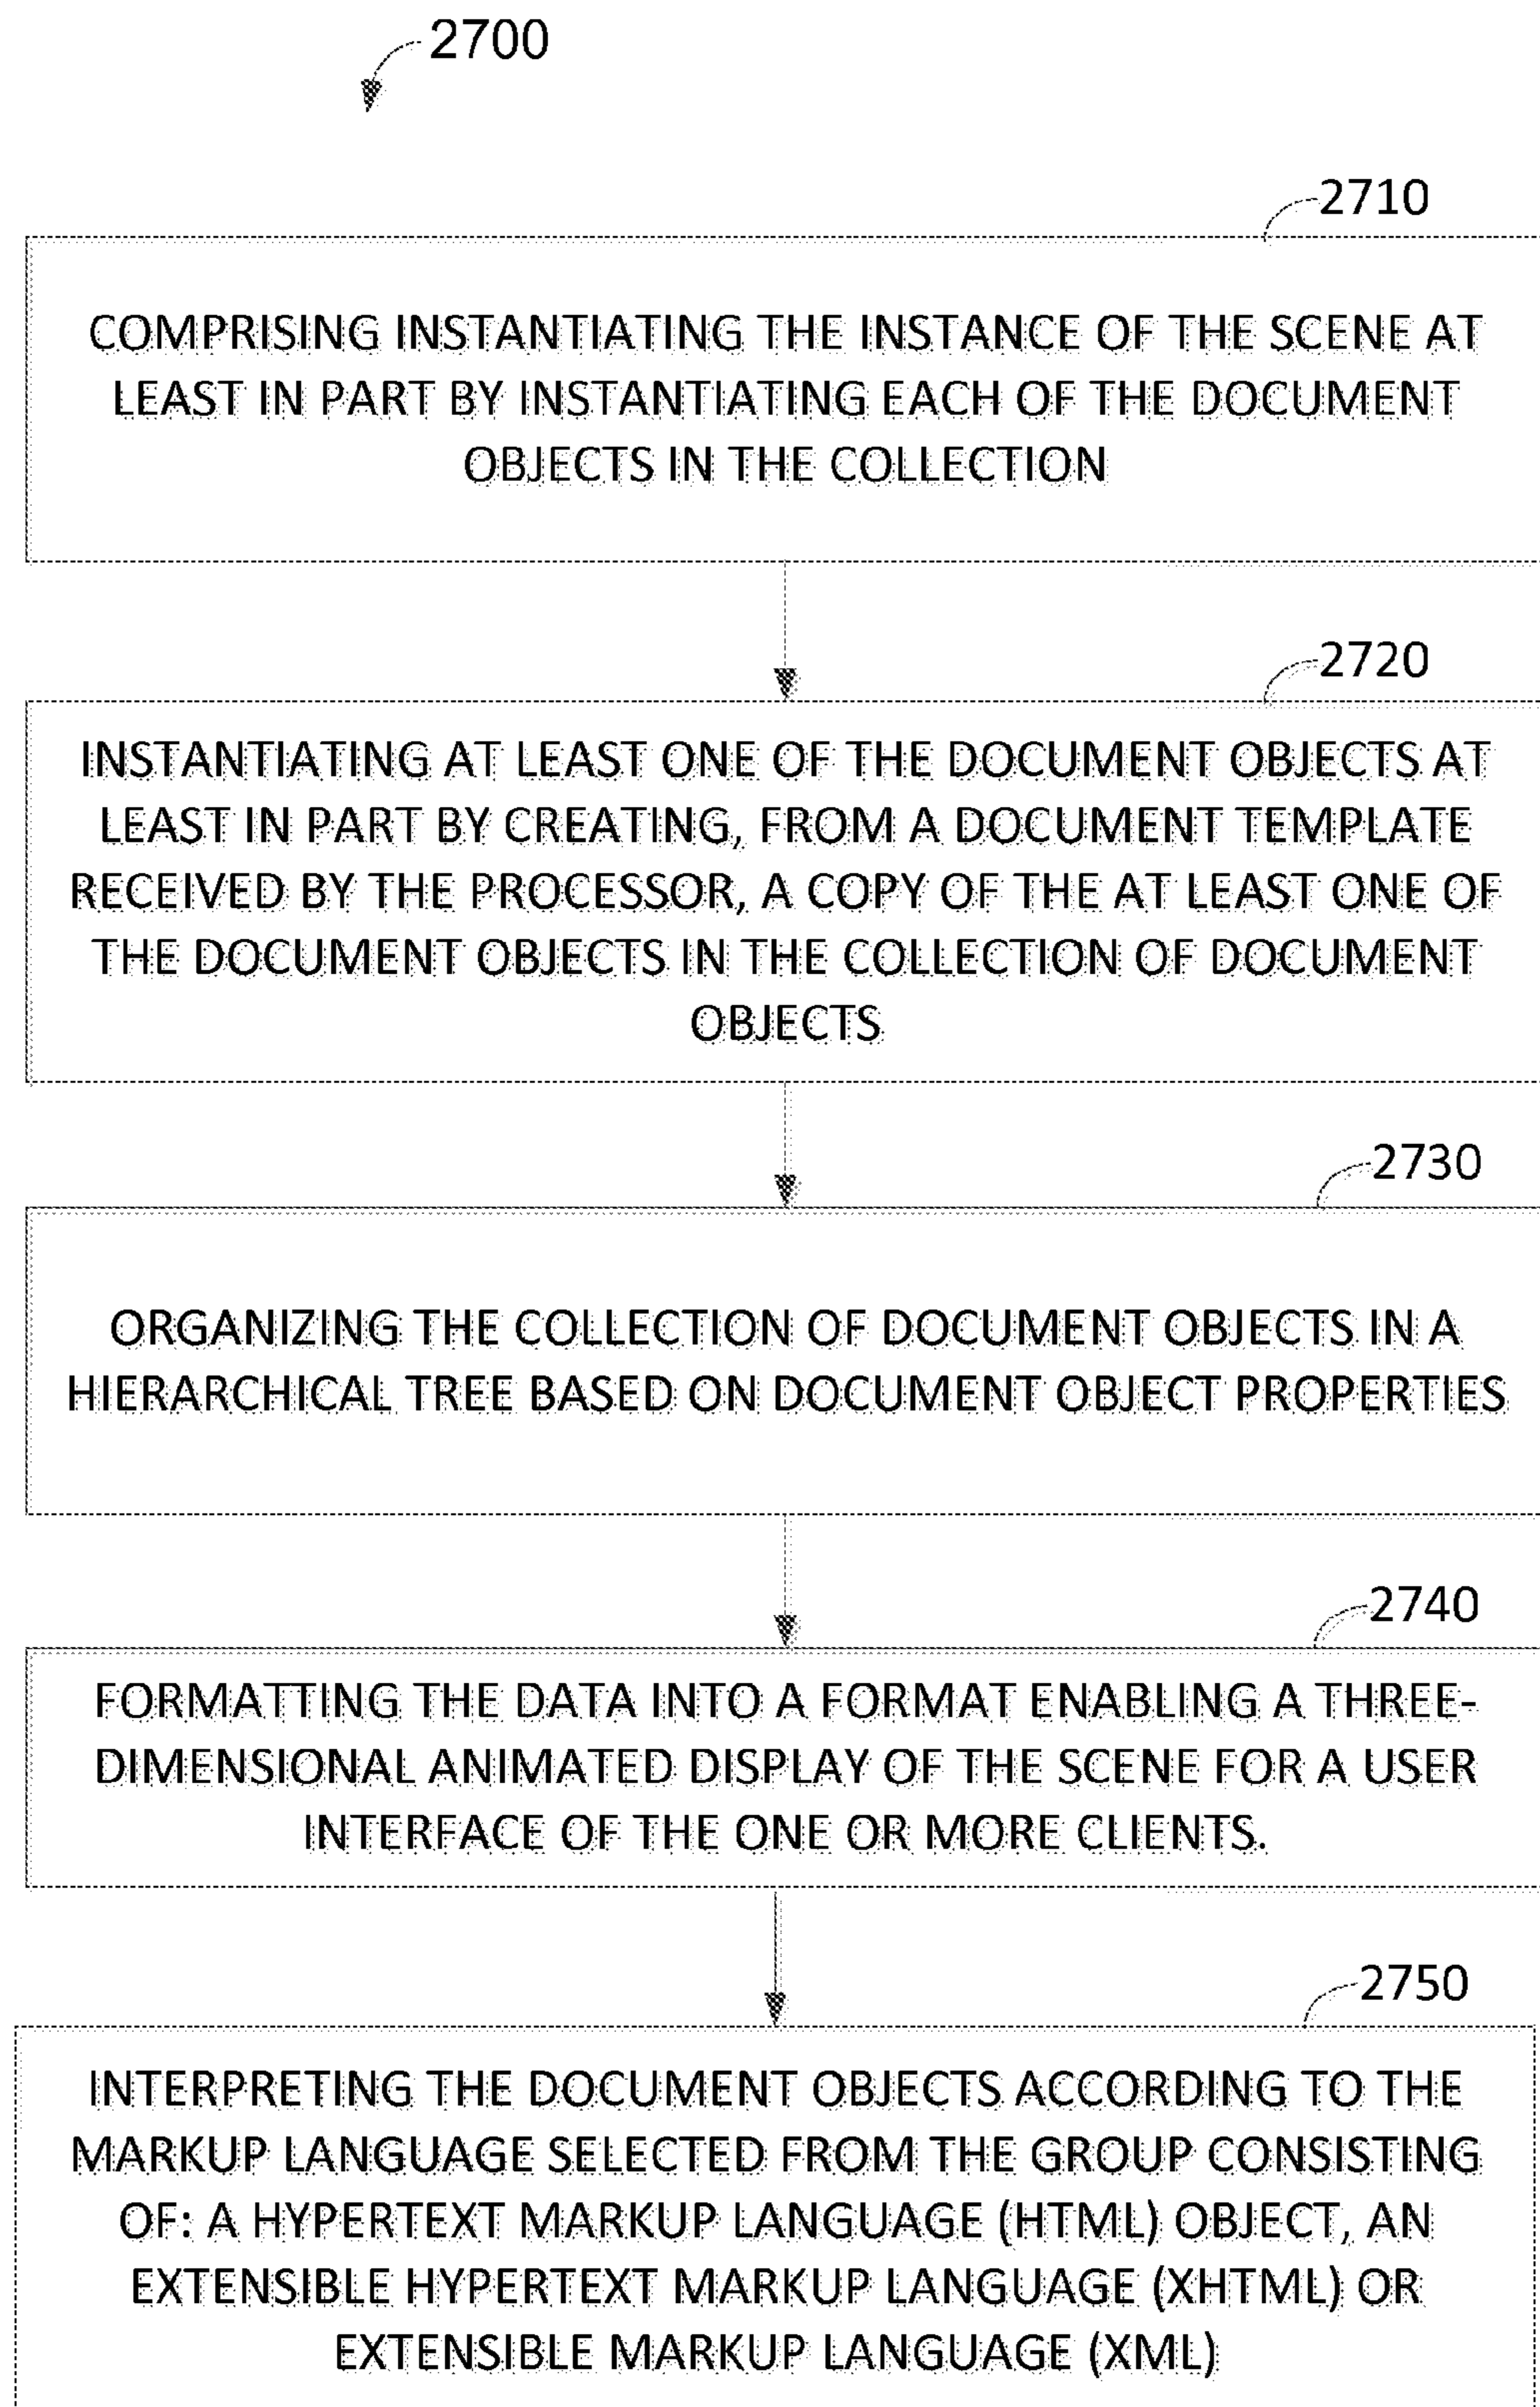 2700
2710
COMPRISING INSTANTIATING THE INSTANCE OF THE SCENE AT
LEAST IN PART BY INSTANTIATING EACH OF THE DOCUMENT
OBJECTS IN THE COLLECTION
2720
INSTANTIATING AT LEAST ONE OF THE DOCUMENT OBJECTS AT
LEAST IN PART BY CREATING, FROM A DOCUMENT TEMPLATE
RECEIVED BY THE PROCESSOR, A COPY OF THE AT LEAST ONE OF
THE DOCUMENT OBJECTS IN THE COLLECTION OF DOCUMENT
OBJECTS
2730
ORGANIZING THE COLLECTION OF DOCUMENT OBJECTS IN A
HIERARCHICAL TREE BASED ON DOCUMENT OBJECT PROPERTIES
2740
FORMATTING THE DATA INTO A FORMAT ENABLING A THREE-
DIMENSIONAL ANIMATED DISPLAY OF THE SCENE FOR A USER
INTERFACE OF THE ONE OR MORE CLIENTS.
2750
INTERPRETING THE DOCUMENT OBJECTS ACCORDING TO THE
MARKUP LANGUAGE SELECTED FROM THE GROUP CONSISTING
OF: A HYPERTEXT MARKUP LANGUAGE (HTML) OBJECT, AN
EXTENSIBLE HYPERTEXT MARKUP LANGUAGE (XHTML) OR
EXTENSIBLE MARKUP LANGUAGE (XML)